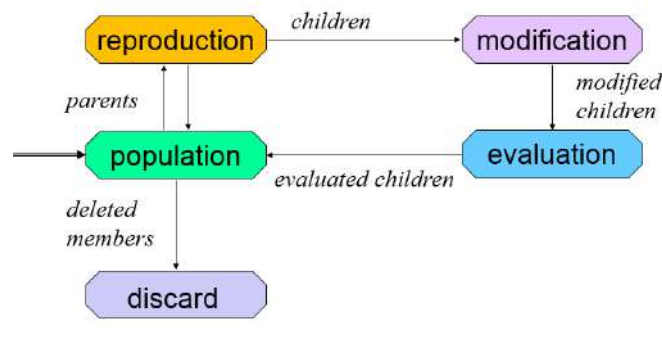 reproduction
children
modification
parents
modified
children
population
evaluated children
evaluation
deleted
members
discard